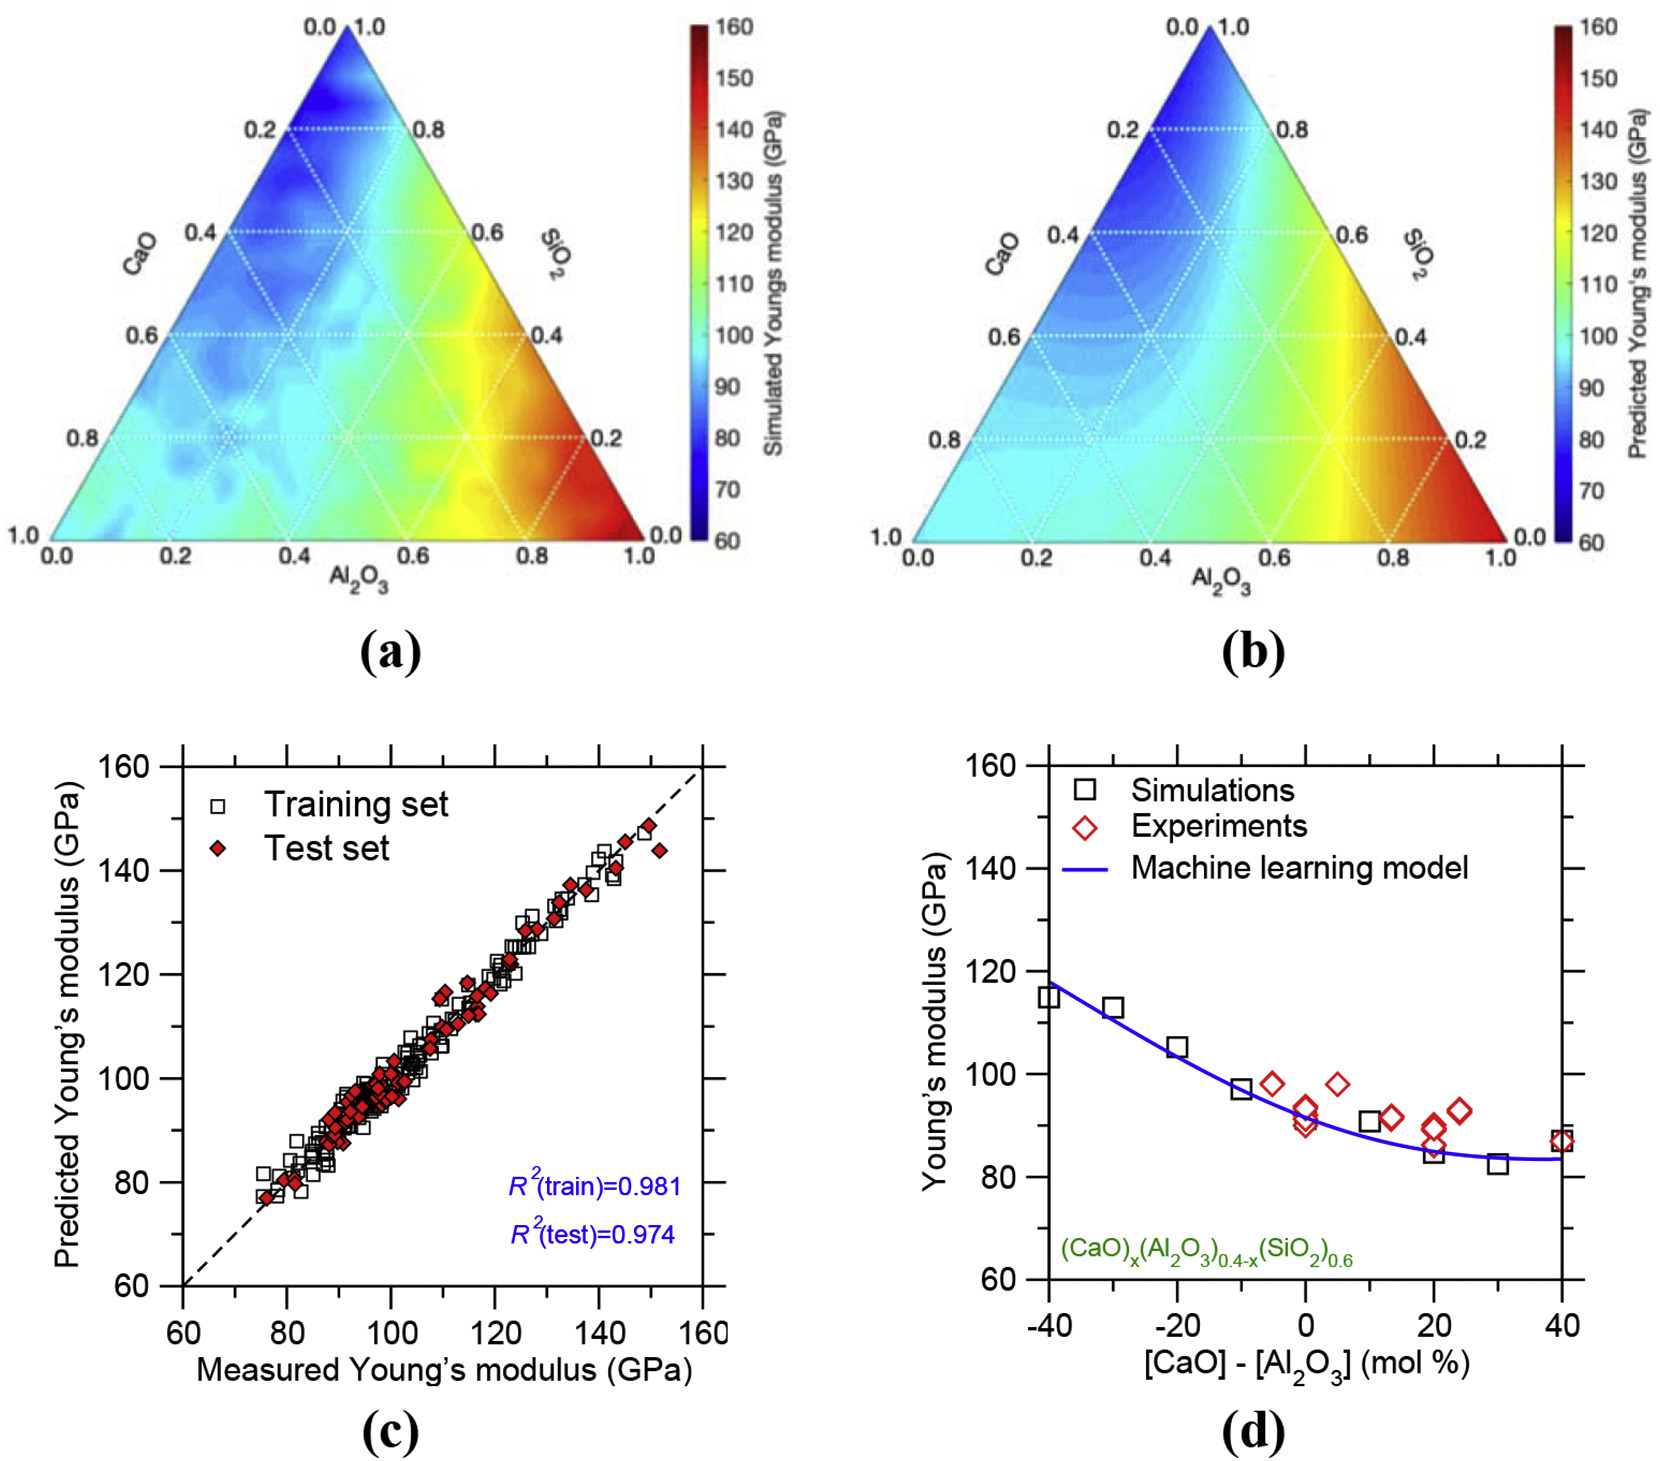 0.0 1.0
0.2 0.8
0.4 0.6
0.6 0.4
0.8 0.2
1.0 0.0
0.0 0.2 0.4 0.6 0.8 1.0
CaO
SiO2
Al2O3
160
150
140
130
120
110
100
90
80
70
60
Simulated Youngs modulus (GPa)
(a)
0.0 1.0
0.2 0.8
0.4 0.6
0.6 0.4
0.8 0.2
1.0 0.0
0.0 0.2 0.4 0.6 0.8 1.0
CaO
SiO2
Al2O3
160
150
140
130
120
110
100
90
80
70
60
Predicted Young's modulus (GPa)
(b)
160
140
120
100
80
60
Predicted Young's modulus (GPa)
Training set
Test set
R2(train)=0.981
R2(test)=0.974
60 80 100 120 140 160
Measured Young's modulus (GPa)
(c)
160
140
120
100
80
60
Young's modulus (GPa)
Simulations
Experiments
Machine learning model
(CaO)x(Al2O3)0.4-x(SiO2)0.6
-40 -20 0 20 40
[CaO] - [Al2O3] (mol %)
(d)